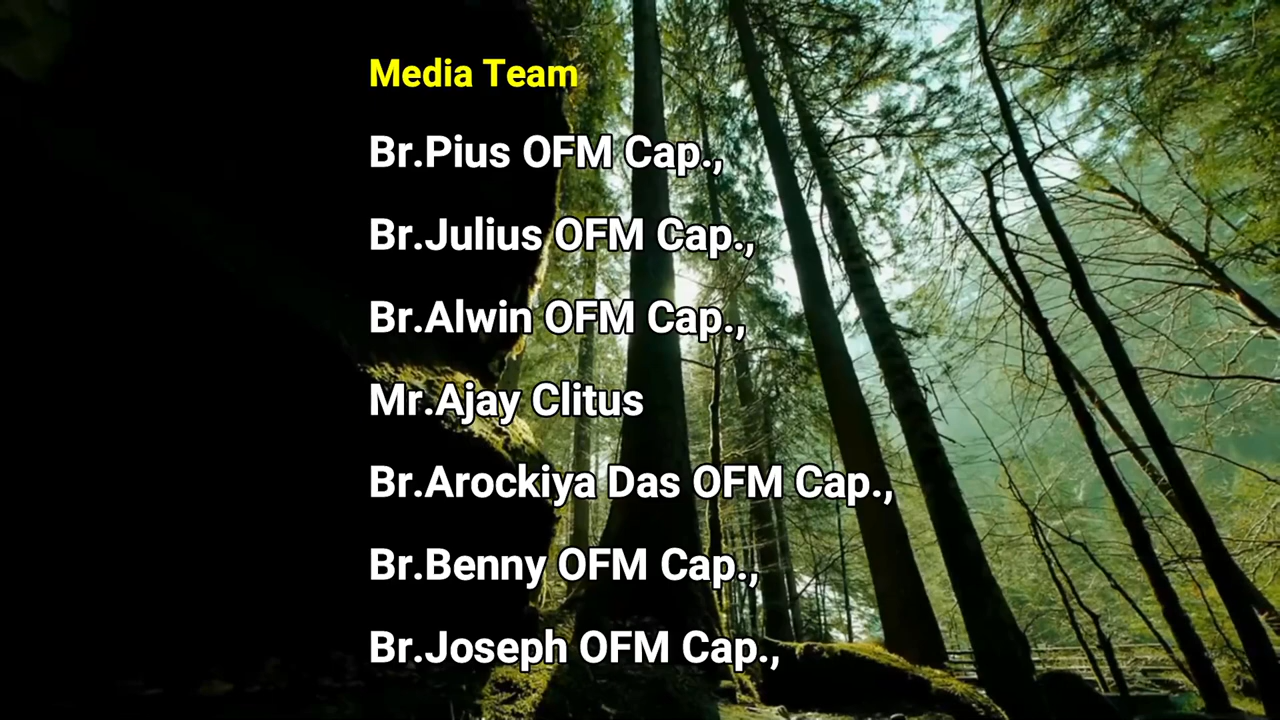 Media Team
Br.Pius OFM Cap.,
Br.Julius OFM Cap.,
Br.Alwin OFM Cap.,
Mr.Ajay Clitus
Br.Arockiya Das OFM Cap.,
Br.Benny OFM Cap.,
Br.Joseph OFM Cap.,